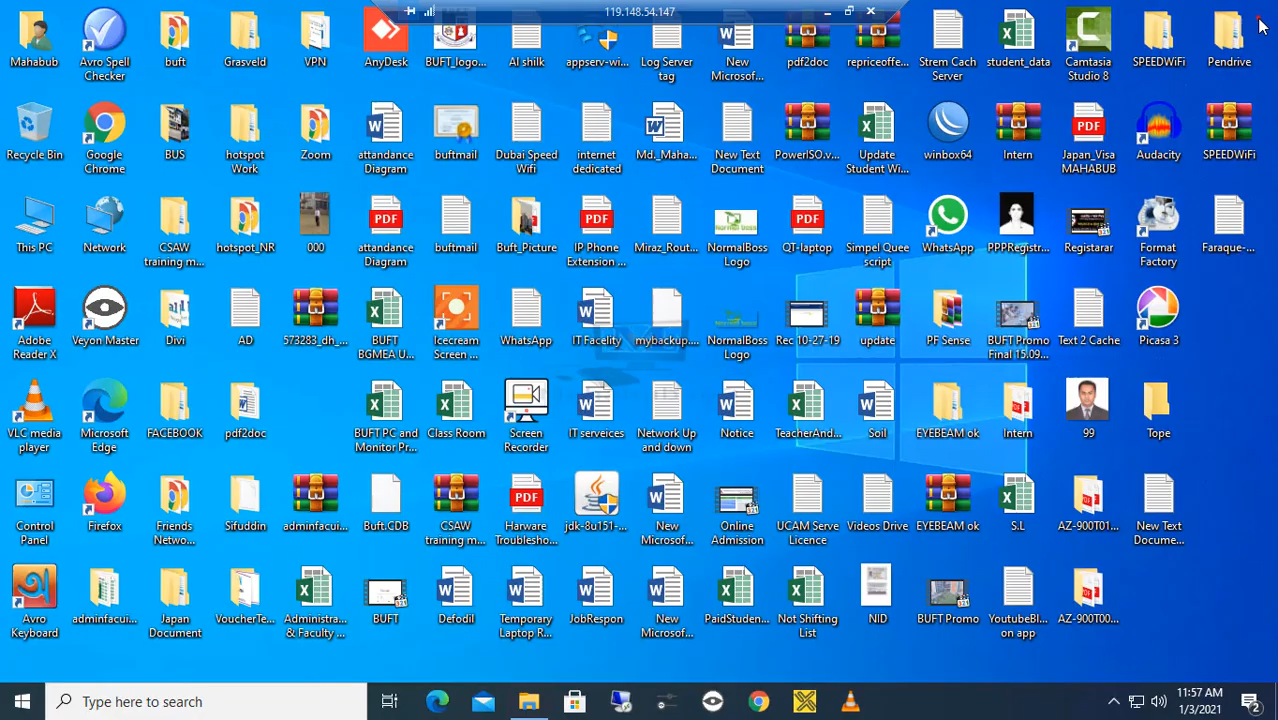 119.148.54.147
Mahabub
Avro Spell
Checker
buft
Grasveld
VPN
AnyDesk
BUFT_logo...
AI shilk
appserv-wi...
Log Server
tag
New
Microsof...
pdf2doc
repriceoffe...
Strem Cach
Server
student_data
Camtasia
Studio 8
SPEEDWiFi
Pendrive
Recycle Bin
Google
Chrome
BUS
hotspot
Work
Zoom
attandance
Diagram
buftmail
Dubai Speed
Wifi
internet
dedicated
Md._Maha...
New Text
Document
PowerISO.v...
Update
Student Wi...
winbox64
Intern
Japan_Visa
MAHABUB
Audacity
SPEEDWiFi
This PC
Network
CSAW
training m...
hotspot_NR
000
attandance
Diagram
buftmail
Buft_Picture
IP Phone
Extension ...
Miraz_Rout...
NormalBoss
Logo
QT-laptop
Simpel Quee
script
WhatsApp
PPPRegistr...
Registarar
Format
Factory
Faraque-...
Adobe
Reader X
Veyon Master
Divi
AD
573283_dh_...
BUFT
BGMEA U...
Icecream
Screen ...
WhatsApp
IT Facelity
mybackup....
NormalBoss
Logo
Rec 10-27-19
update
PF Sense
BUFT Promo
Final 15.09...
Text 2 Cache
Picasa 3
VLC media
player
Microsoft
Edge
FACEBOOK
pdf2doc
BUFT PC and
Monitor Pr...
Class Room
Screen
Recorder
IT serveices
Network Up
and down
Notice
TeacherAnd...
Soil
EYEBEAM ok
Intern
99
Tope
Control
Panel
Firefox
Friends
Netwo...
Sifuddin
adminfacui...
Buft.CDB
CSAW
training m...
Harware
Troublesho...
jdk-8u151-...
New
Microsof...
Online
Admission
UCAM Serve
Licence
Videos Drive
EYEBEAM ok
S.L
AZ-900T01...
New Text
Docume...
Avro
Keyboard
adminfacui...
Japan
Document
VoucherTe...
Administra...
& Faculty ...
BUFT
Defodil
Temporary
Laptop R...
JobRespon
New
Microsof...
PaidStuden...
Not Shifting
List
NID
BUFT Promo
YoutubeBl...
on app
AZ-900T00...
Type here to search
11:57 AM
1/3/2021
2